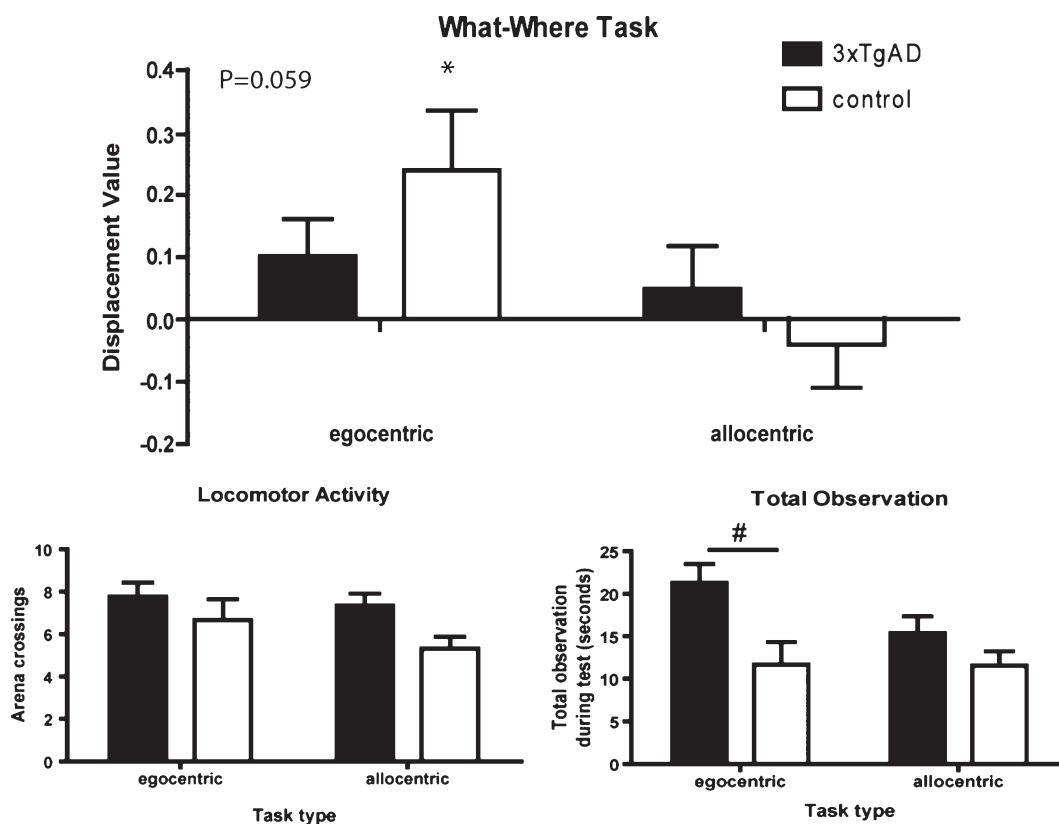 What-Where Task
3xTgAD
control
P=0.059
*
Displacement Value
0.4
0.3
0.2
0.1
0.0
-0.1
-0.2
egocentric
allocentric
Locomotor Activity
Arena crossings
10
8
6
4
2
0
egocentric
allocentric
Task type
Total Observation
#
Total observation
during test (seconds)
25
20
15
10
5
0
egocentric
allocentric
Task type